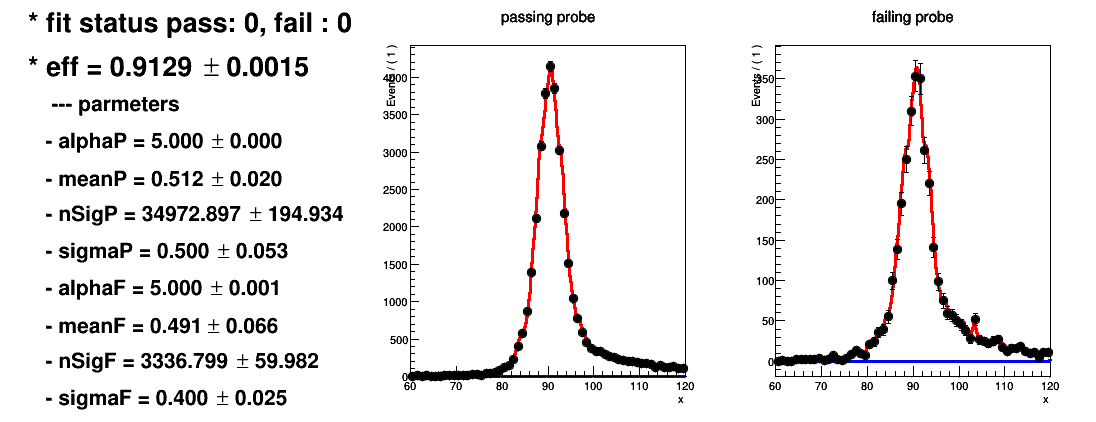 * fit status pass: 0, fail : 0
* eff = 0.9129 ± 0.0015
--- parmeters
- alphaP = 5.000 ± 0.000
- meanP = 0.512 ± 0.020
- nSigP = 34972.897 ± 194.934
- sigmaP = 0.500 ± 0.053
- alphaF = 5.000 ± 0.001
- meanF = 0.491 ± 0.066
- nSigF = 3336.799 ± 59.982
- sigmaF = 0.400 ± 0.025
passing probe
Events / ( 1 )
4000
3500
3000
2500
2000
1500
1000
500
0
60 70 80 90 100 110 120
x
failing probe
Events / ( 1 )
350
300
250
200
150
100
50
0
60 70 80 90 100 110 120
x